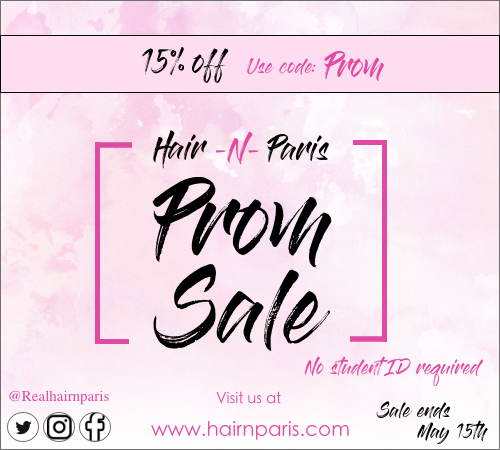 15% off Use code: Prom
Hair -N- Paris
Prom
Sale
No student ID required
@Realhairnparis
Visit us at
www.hairnparis.com
Sale ends
May 15th